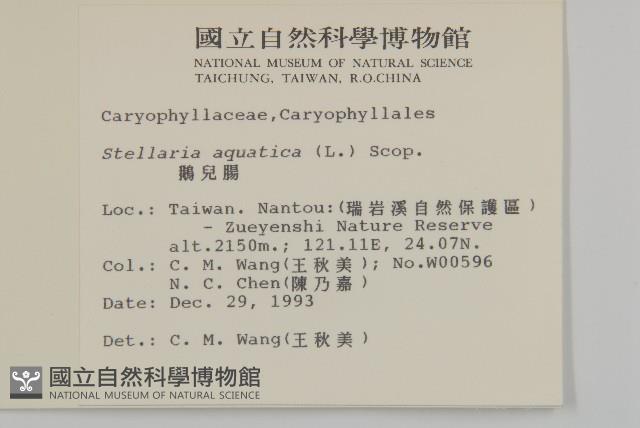 國立自然科學博物館
NATIONAL MUSEUM OF NATURAL SCIENCE
TAICHUNG, TAIWAN, R.O.CHINA
Caryophyllaceae,Caryophyllales
Stellaria aquatica (L.) Scop.
鵝兒腸
Loc.: Taiwan. Nantou:(瑞岩溪自然保護區)
- Zueyenshi Nature Reserve
alt.2150m.; 121.11E, 24.07N.
Col.: C. M. Wang(王秋美); No.W00596
N. C. Chen(陳乃嘉)
Date: Dec. 29, 1993
Det.: C. M. Wang(王秋美)
國立自然科學博物館
NATIONAL MUSEUM OF NATURAL SCIENCE